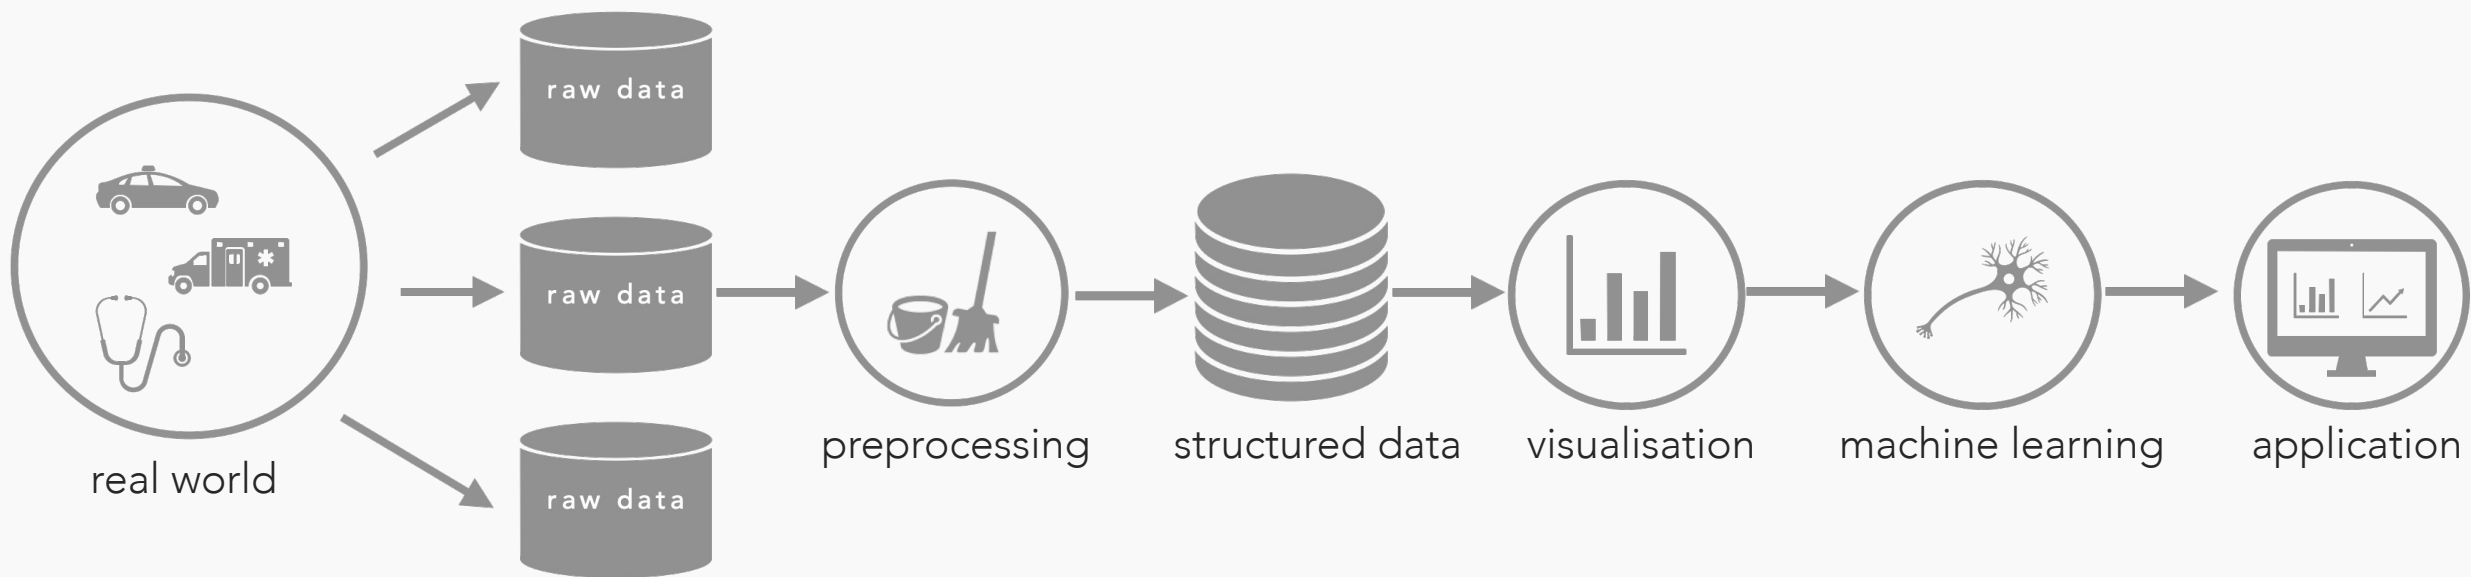 raw data
raw data
raw data
real world
preprocessing
structured data
visualisation
machine learning
application